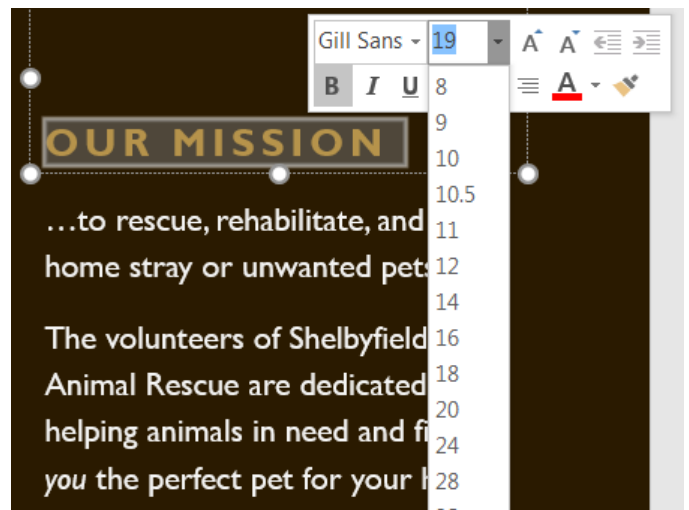 Gill Sans 19
B I U A A A
8
9
10
10.5
11
12
14
16
18
20
24
28
OUR MISSION
…to rescue, rehabilitate, and
home stray or unwanted pets
The volunteers of Shelbyfield
Animal Rescue are dedicated
helping animals in need and
you the perfect pet for your